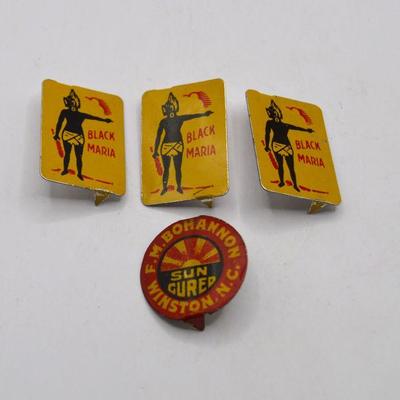 BLACK
MARIA
BLACK
MARIA
BLACK
MARIA
F.M.BOHANNON
SUN
CURED
WINSTON, N.C.